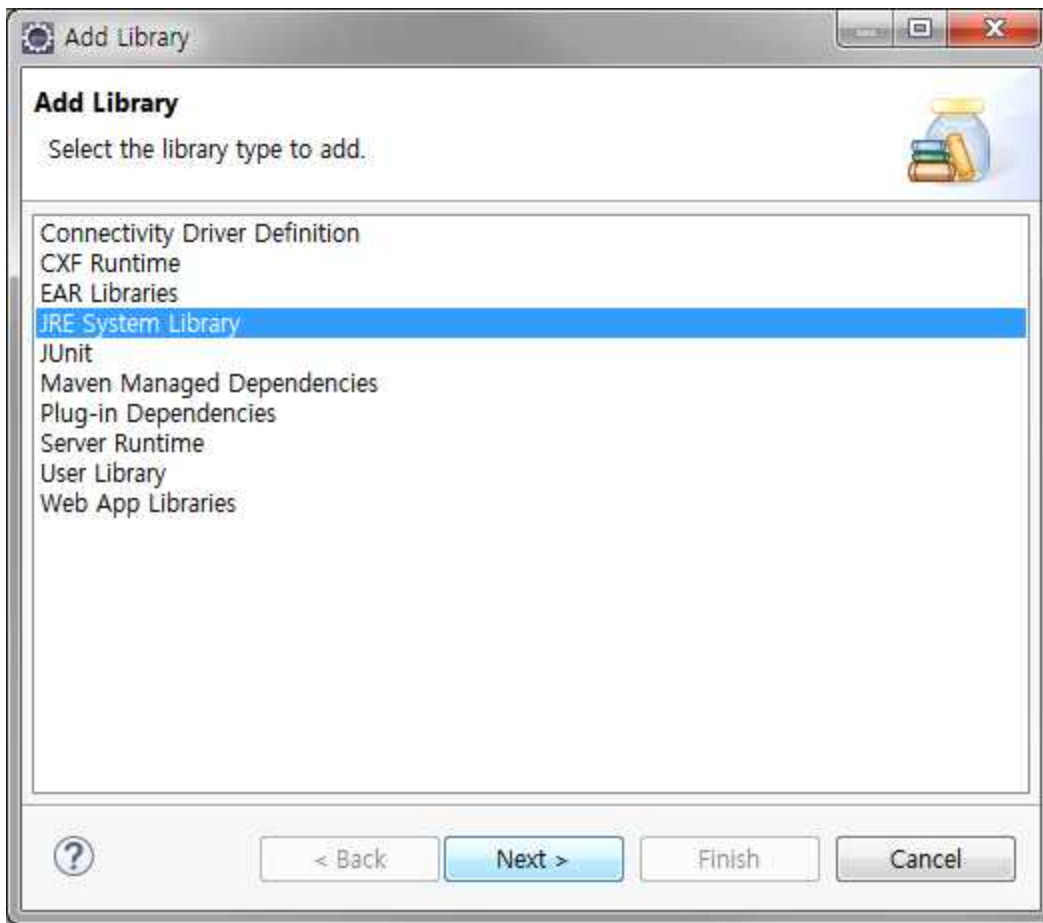 Add Library
Add Library
Select the library type to add.
Connectivity Driver Definition
CXF Runtime
EAR Libraries
JRE System Library
JUnit
Maven Managed Dependencies
Plug-in Dependencies
Server Runtime
User Library
Web App Libraries
?
< Back
Next >
Finish
Cancel